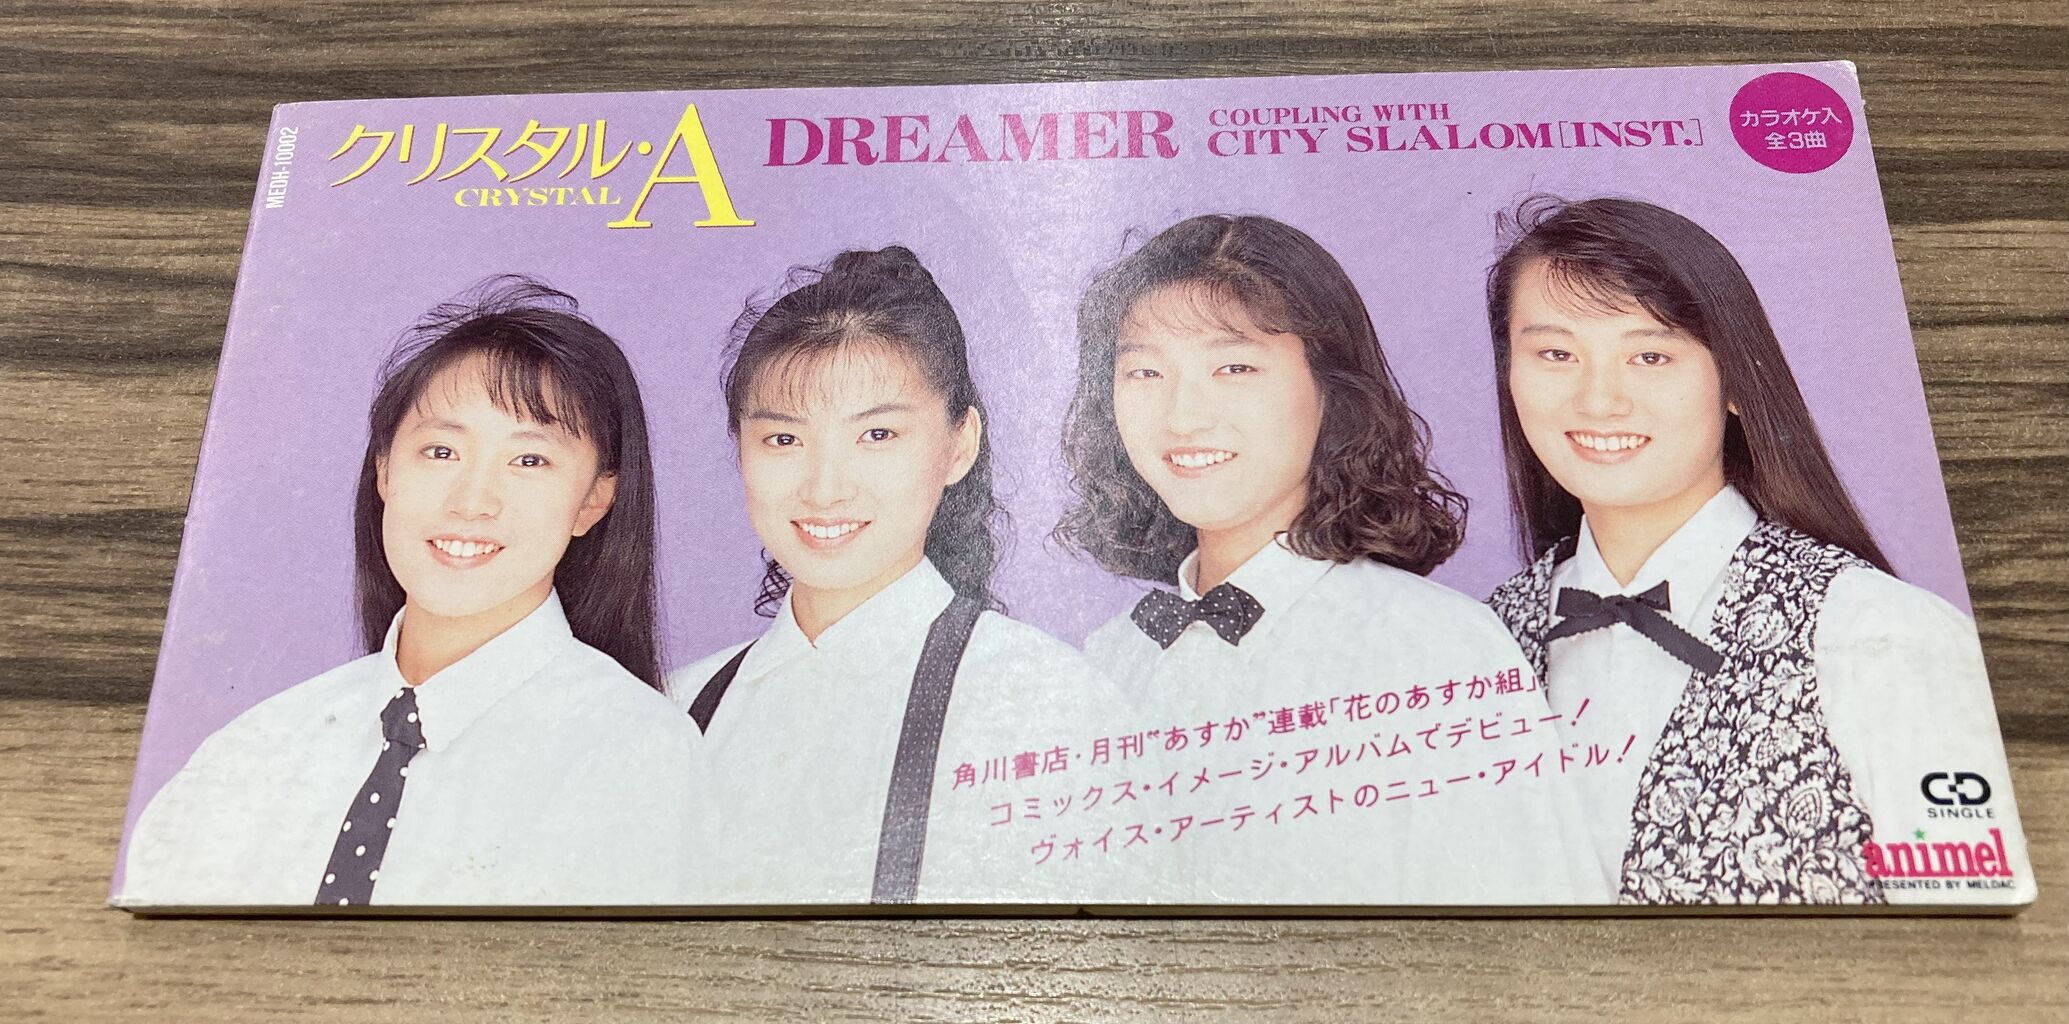 MEDH-10002
クリスタル・A
CRYSTAL
DREAMER
COUPLING WITH
CITY SLALOM[INST.]
カラオケ入
全3曲
角川書店・月刊“あすか”連載「花のあすか組」
コミックス・イメージ・アルバムでデビュー!
ヴォイス・アーティストのニュー・アイドル!
CD
SINGLE
animel
PRESENTED BY MELDAC